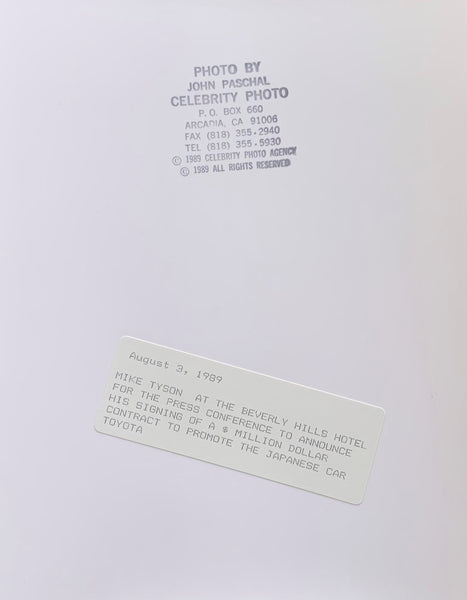 PHOTO BY
JOHN PASCHAL
CELEBRITY PHOTO
P. O. BOX 660
ARCADIA, CA 91006
FAX (818) 355-2940
TEL (818) 355-5930
© 1989 CELEBRITY PHOTO AGENCY
© 1989 ALL RIGHTS RESERVED
August 3, 1989
MIKE TYSON AT THE BEVERLY HILLS HOTEL
FOR THE PRESS CONFERENCE TO ANNOUNCE
HIS SIGNING OF A $ MILLION DOLLAR
CONTRACT TO PROMOTE THE JAPANESE CAR
TOYOTA